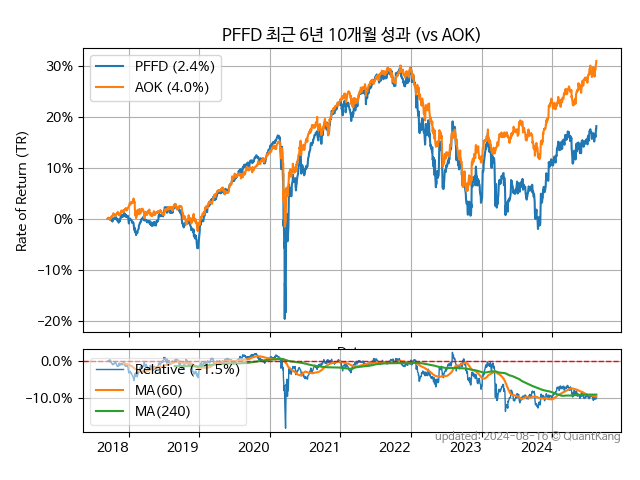 PFFD 최근 6년 10개월 성과 (vs AOK)
PFFD (2.4%)
AOK (4.0%)
Rate of Return (TR)
30%
20%
10%
0%
−10%
−20%
0.0%
−10.0%
Relative (−1.5%)
MA(60)
MA(240)
2018 2019 2020 2021 2022 2023 2024
updated: 2024-08-16 © QuantKang